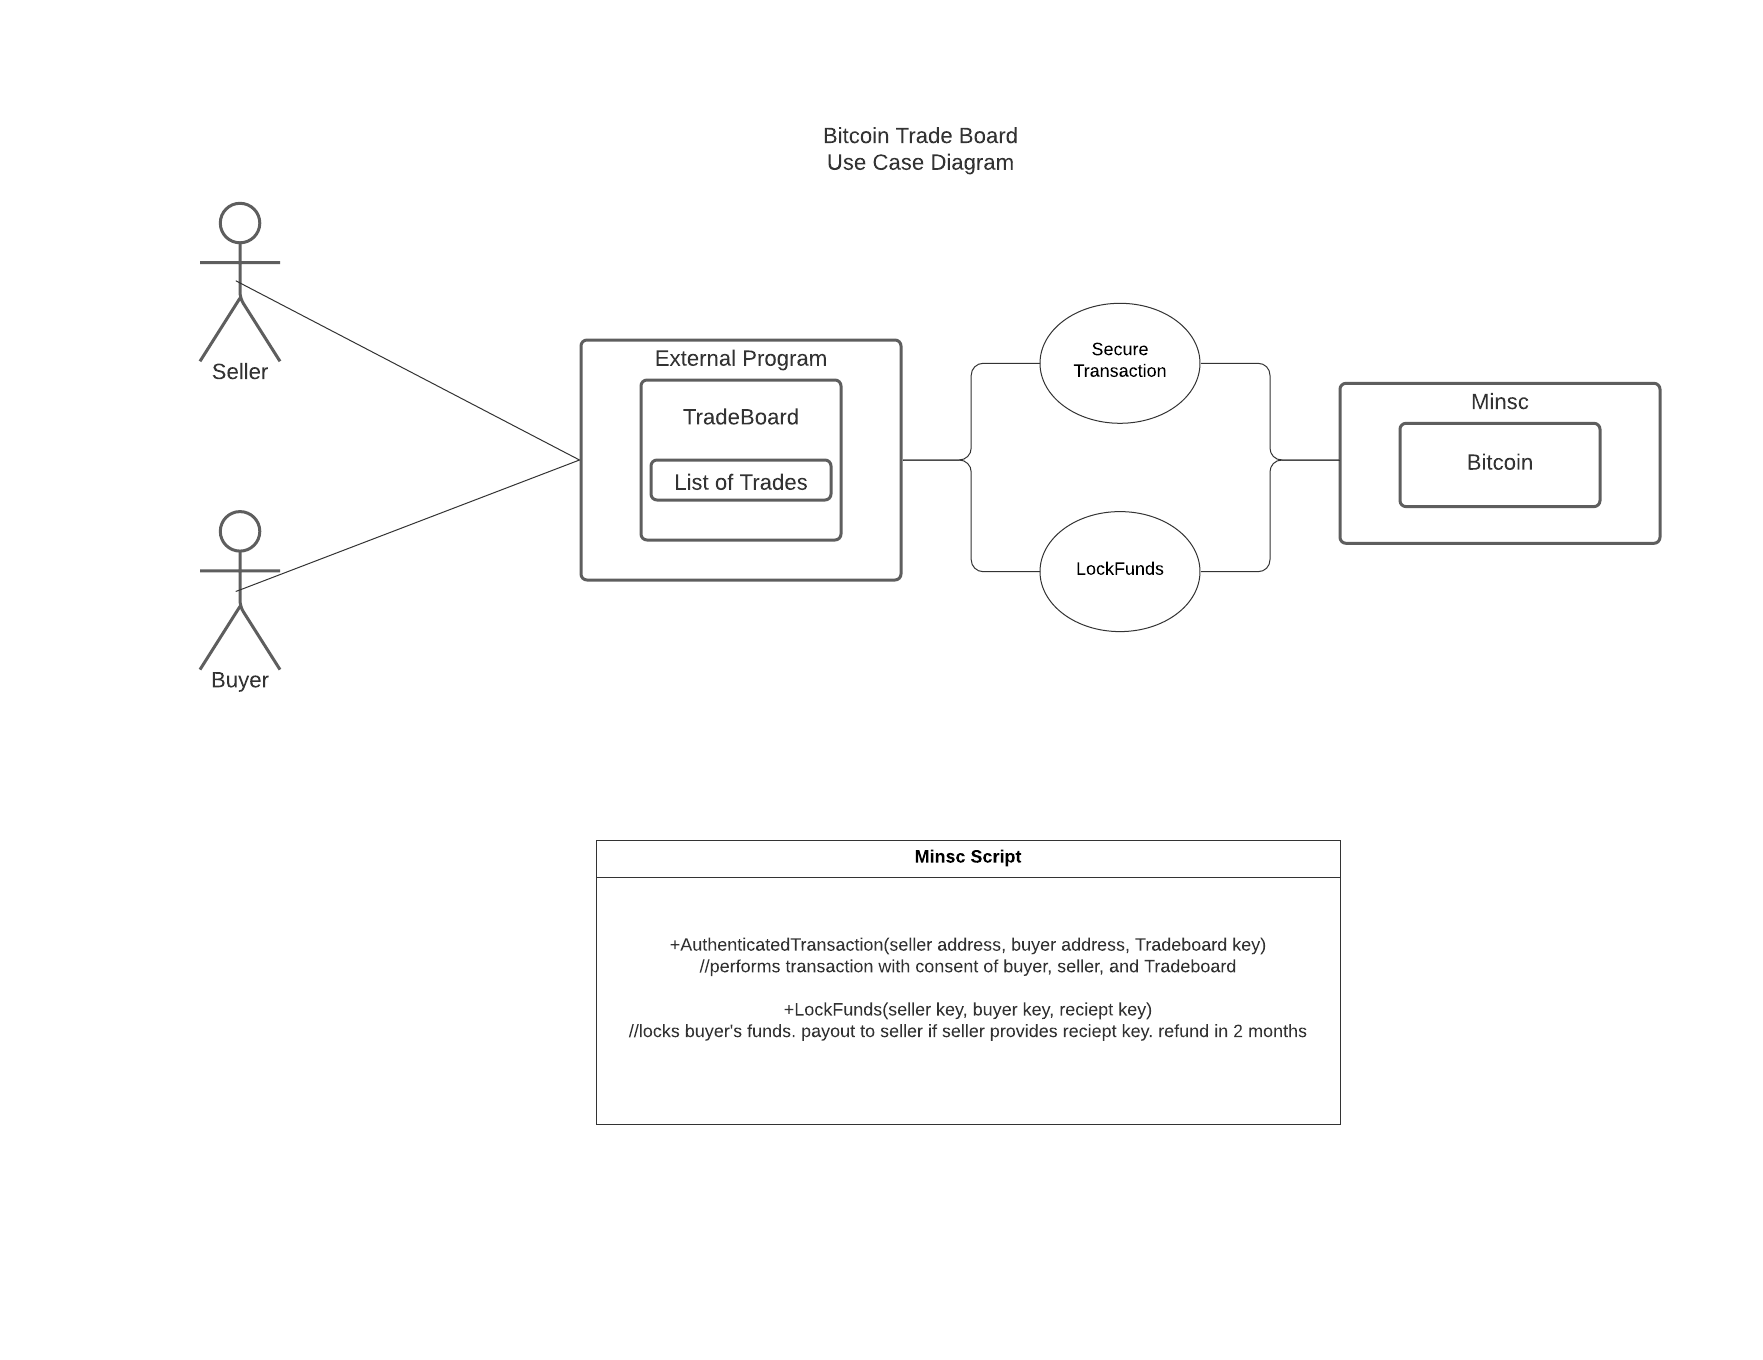 Bitcoin Trade Board
Use Case Diagram
Seller
Buyer
External Program
TradeBoard
List of Trades
Secure
Transaction
LockFunds
Minsc
Bitcoin
Minsc Script
+AuthenticatedTransaction(seller address, buyer address, Tradeboard key)
//performs transaction with consent of buyer, seller, and Tradeboard
+LockFunds(seller key, buyer key, reciept key)
//locks buyer's funds. payout to seller if seller provides reciept key. refund in 2 months